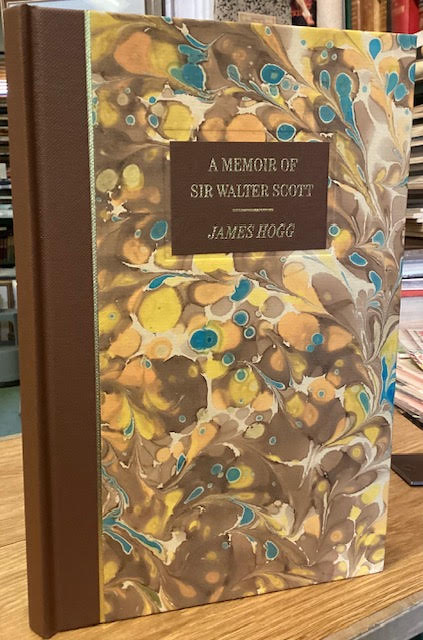 A MEMOIR OF
SIR WALTER SCOTT
JAMES HOGG